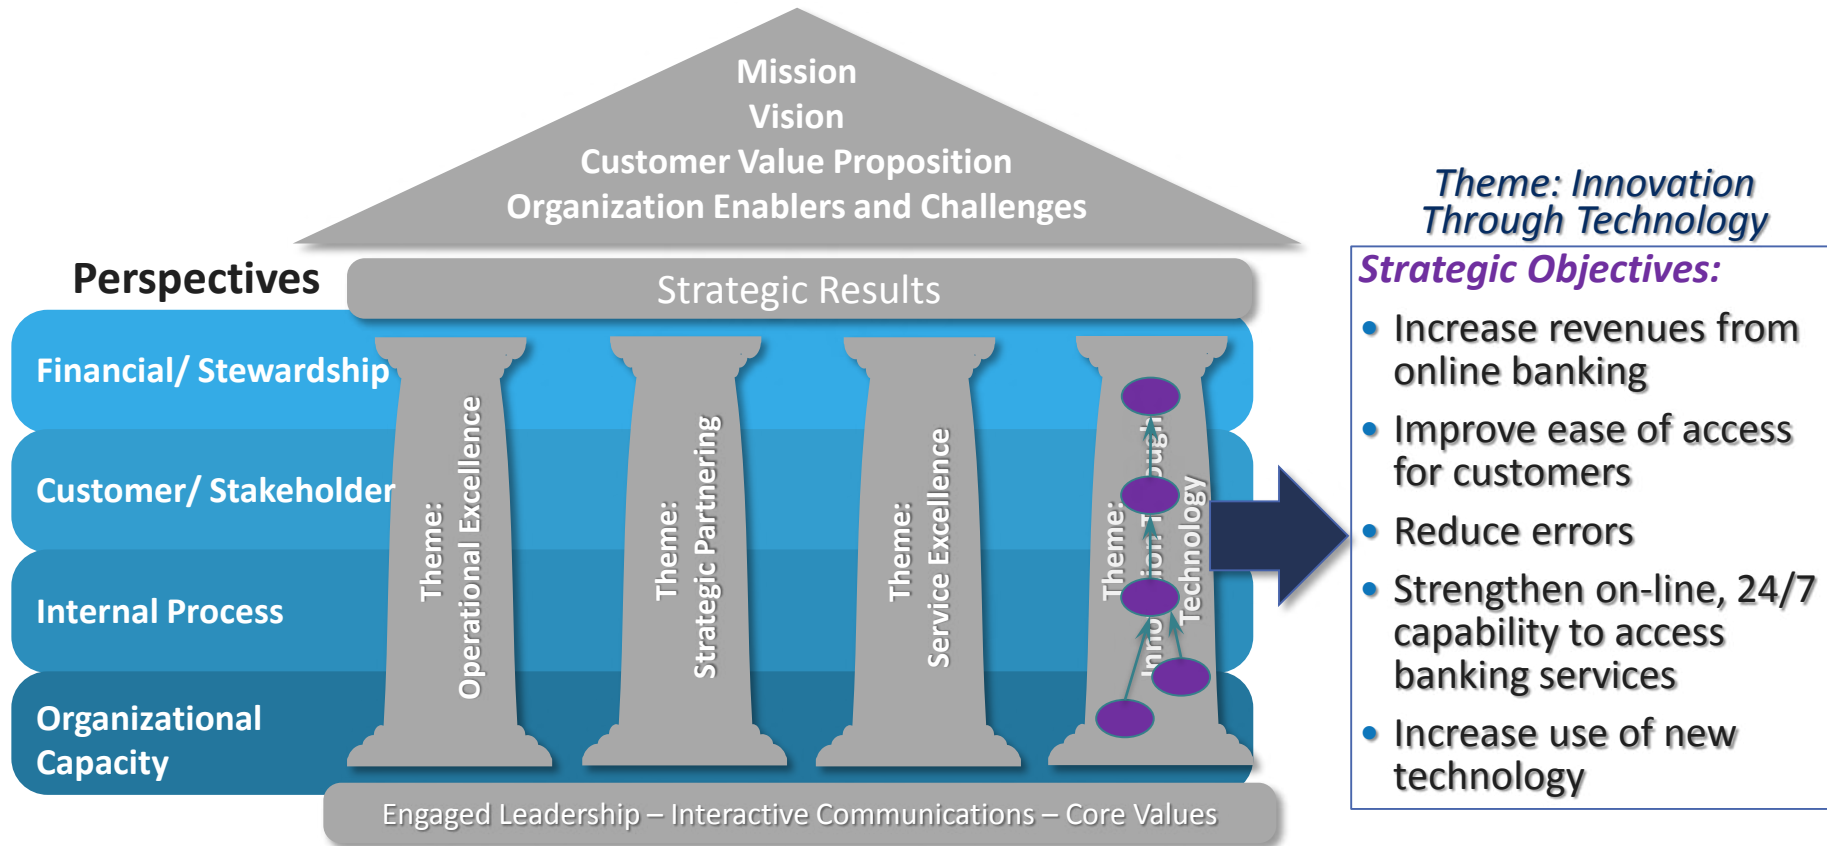 Mission
Vision
Customer Value Proposition
Organization Enablers and Challenges
Perspectives
Strategic Results
Financial/ Stewardship
Customer/ Stakeholder
Internal Process
Organizational
Capacity
Theme:
Operational Excellence
Theme:
Strategic Partnering
Theme:
Service Excellence
Theme:
Innovation Through
Technology
Engaged Leadership – Interactive Communications – Core Values
Theme: Innovation
Through Technology
Strategic Objectives:
• Increase revenues from
online banking
• Improve ease of access
for customers
• Reduce errors
• Strengthen on-line, 24/7
capability to access
banking services
• Increase use of new
technology